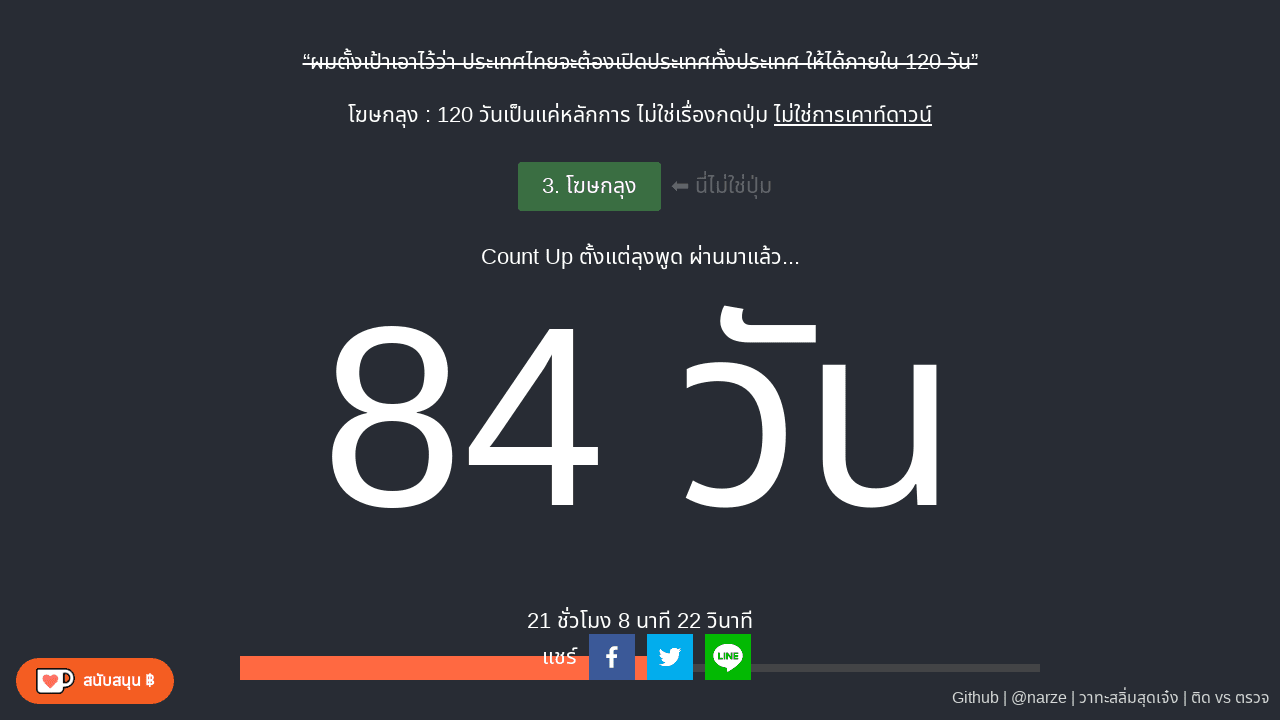 “ผมตั้งเป้าเอาไว้ว่า ประเทศไทยจะต้องเปิดประเทศทั้งประเทศ ให้ได้ภายใน 120 วัน”
โฆษกลุง : 120 วันเป็นแค่หลักการ ไม่ใช่เรื่องกดปุ่ม ไม่ใช่การเคาท์ดาวน์
3. โฆษกลุง ⬅ นี่ไม่ใช่ปุ่ม
Count Up ตั้งแต่ลุงพูด ผ่านมาแล้ว...
84 วัน
21 ชั่วโมง 8 นาที 22 วินาที
แชร์ LINE
สนับสนุน ฿
Github | @narze | วาทะสลิ่มสุดเจ๋ง | ติด vs ตรวจ